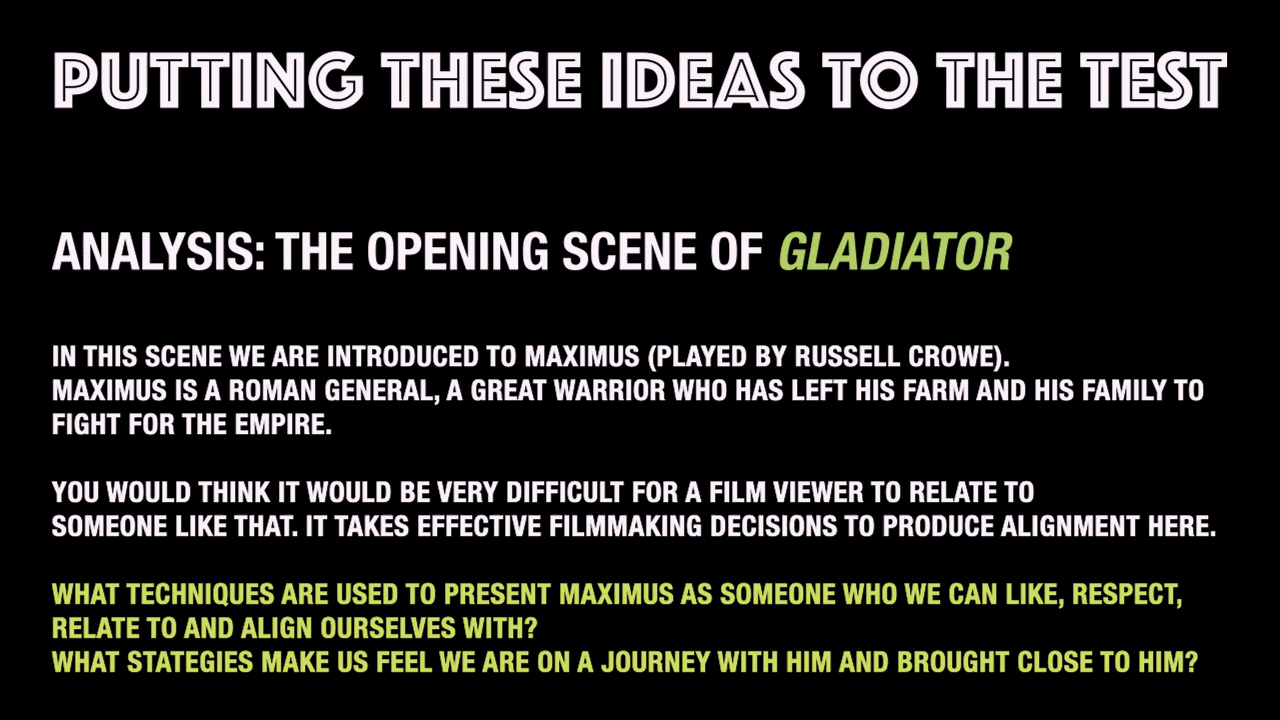 PUTTING THESE IDEAS TO THE TEST
ANALYSIS: THE OPENING SCENE OF GLADIATOR
IN THIS SCENE WE ARE INTRODUCED TO MAXIMUS (PLAYED BY RUSSELL CROWE).
MAXIMUS IS A ROMAN GENERAL, A GREAT WARRIOR WHO HAS LEFT HIS FARM AND HIS FAMILY TO
FIGHT FOR THE EMPIRE.
YOU WOULD THINK IT WOULD BE VERY DIFFICULT FOR A FILM VIEWER TO RELATE TO
SOMEONE LIKE THAT. IT TAKES EFFECTIVE FILMMAKING DECISIONS TO PRODUCE ALIGNMENT HERE.
WHAT TECHNIQUES ARE USED TO PRESENT MAXIMUS AS SOMEONE WHO WE CAN LIKE, RESPECT,
RELATE TO AND ALIGN OURSELVES WITH?
WHAT STATEGIES MAKE US FEEL WE ARE ON A JOURNEY WITH HIM AND BROUGHT CLOSE TO HIM?